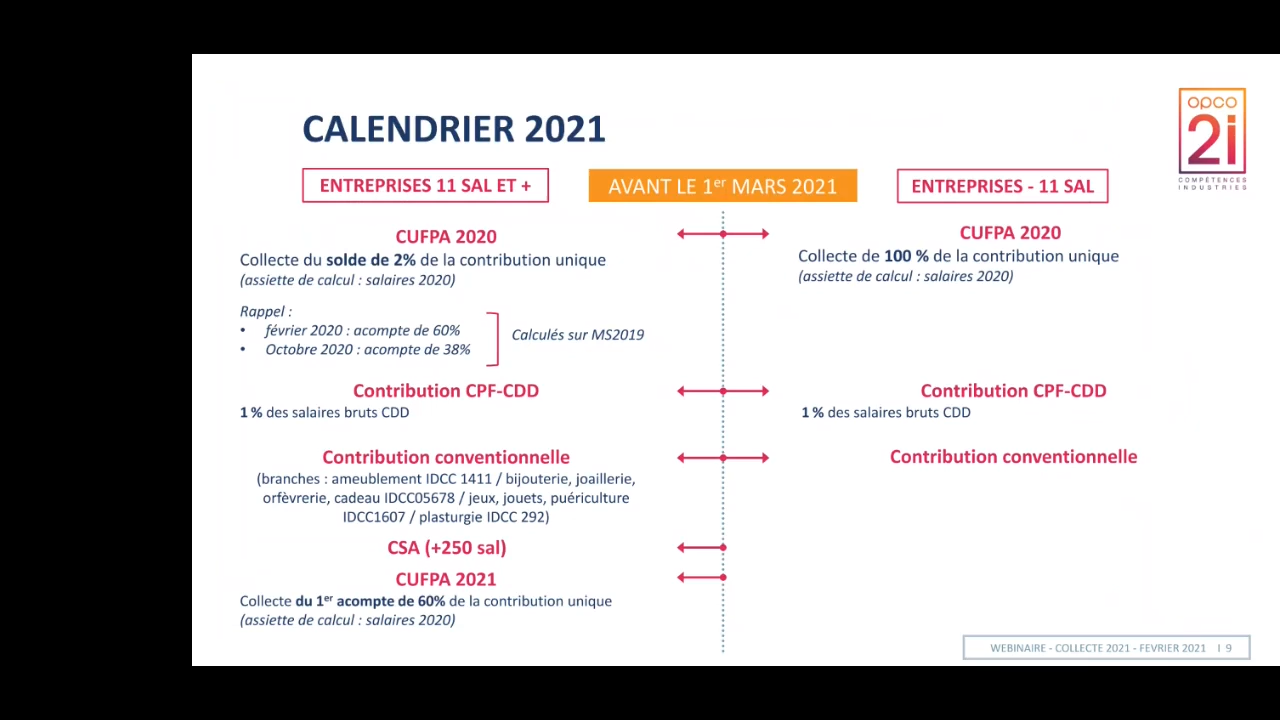 CALENDRIER 2021
opco
2i
COMPÉTENCES
INDUSTRIES
ENTREPRISES 11 SAL ET +
AVANT LE 1er MARS 2021
ENTREPRISES - 11 SAL
CUFPA 2020
Collecte du solde de 2% de la contribution unique
(assiette de calcul : salaires 2020)
Rappel :
• février 2020 : acompte de 60%
• Octobre 2020 : acompte de 38%
Calculés sur MS2019
CUFPA 2020
Collecte de 100 % de la contribution unique
(assiette de calcul : salaires 2020)
Contribution CPF-CDD
1 % des salaires bruts CDD
Contribution CPF-CDD
1 % des salaires bruts CDD
Contribution conventionnelle
(branches : ameublement IDCC 1411 / bijouterie, joaillerie,
orfèvrerie, cadeau IDCC05678 / jeux, jouets, puériculture
IDCC1607 / plasturgie IDCC 292)
Contribution conventionnelle
CSA (+250 sal)
CUFPA 2021
Collecte du 1er acompte de 60% de la contribution unique
(assiette de calcul : salaires 2020)
WEBINAIRE - COLLECTE 2021 - FEVRIER 2021 I 9